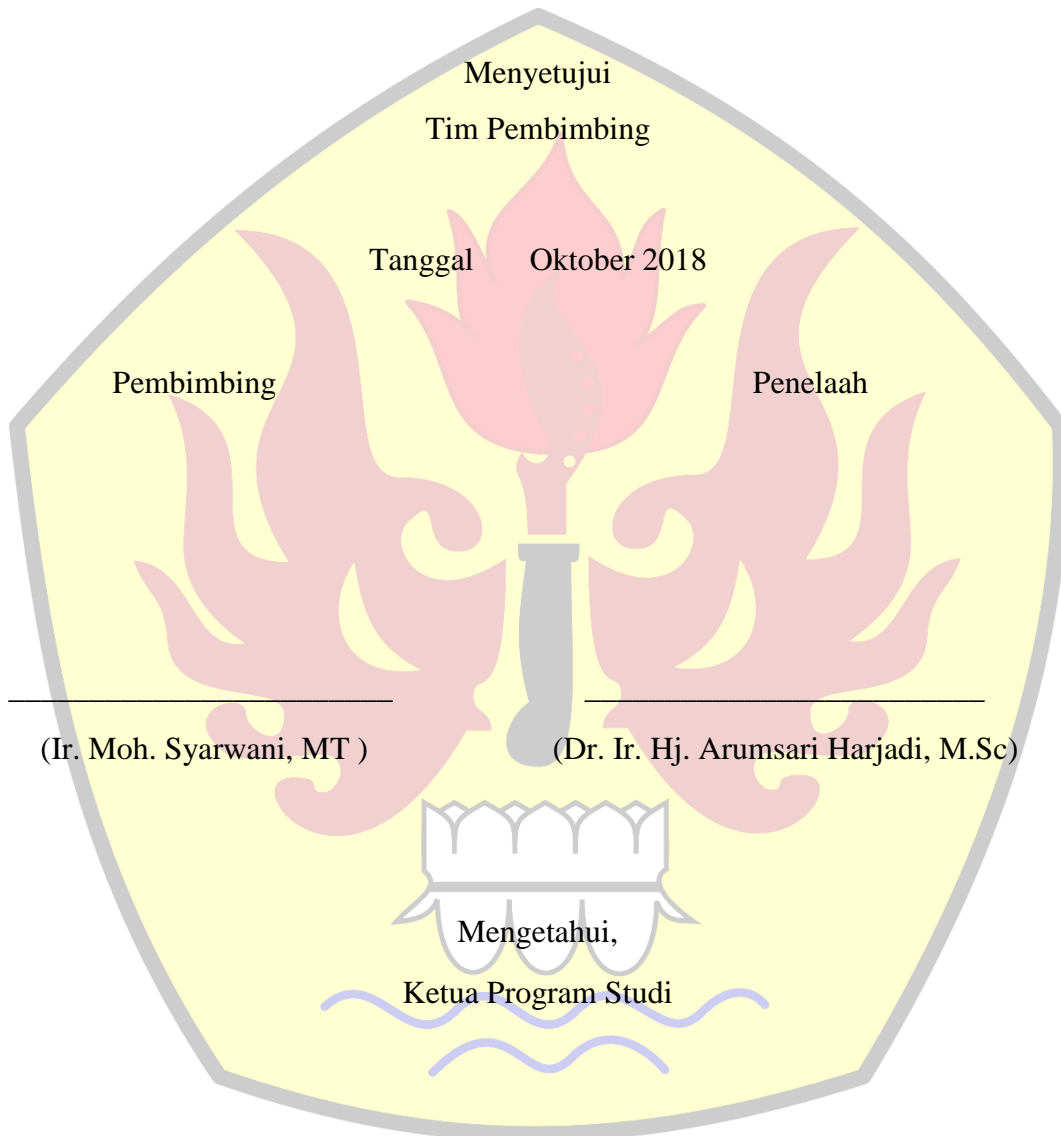 Menyetujui
Tim Pembimbing
Tanggal Oktober 2018
Pembimbing Penelaah
(Ir. Moh. Syarwani, MT ) (Dr. Ir. Hj. Arumsari Harjadi, M.Sc)
Mengetahui,
Ketua Program Studi